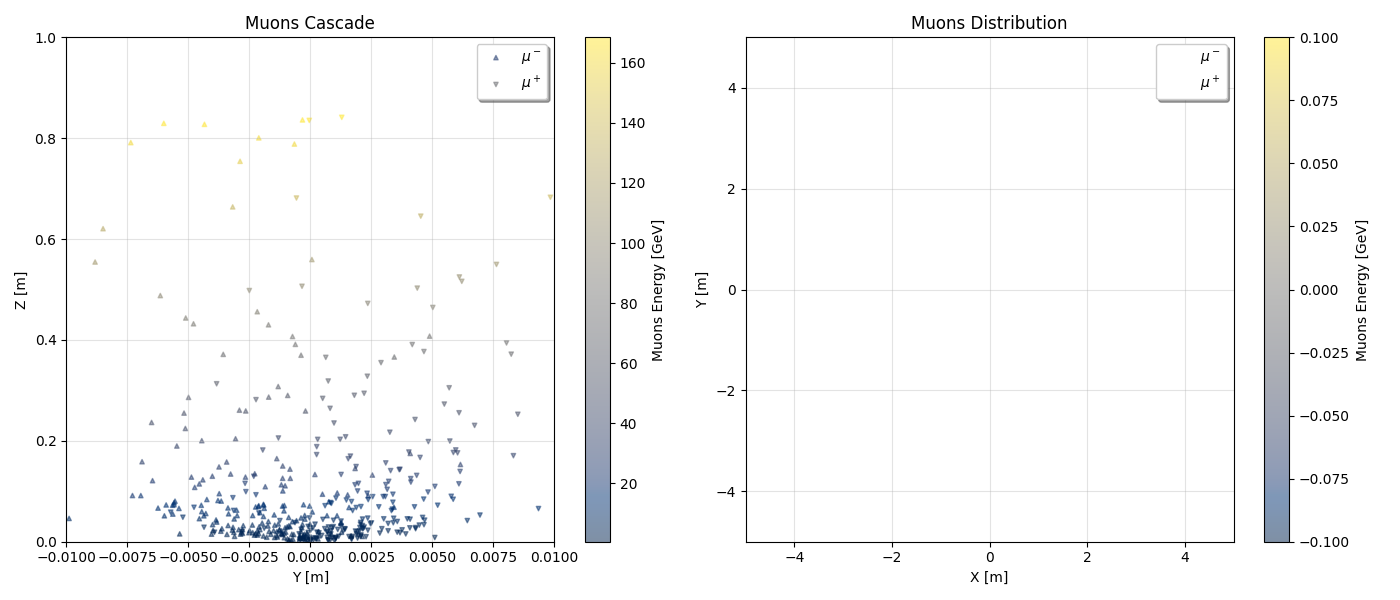 Muons Cascade
μ⁻
μ⁺
1.0
0.8
0.6
0.4
0.2
0.0
Z [m]
−0.0100 −0.0075 −0.0050 −0.0025 0.0000 0.0025 0.0050 0.0075 0.0100
Y [m]
160
140
120
100
80
60
40
20
Muons Energy [GeV]
Muons Distribution
μ⁻
μ⁺
4
2
0
−2
−4
Y [m]
−4 −2 0 2 4
X [m]
0.100
0.075
0.050
0.025
0.000
−0.025
−0.050
−0.075
−0.100
Muons Energy [GeV]